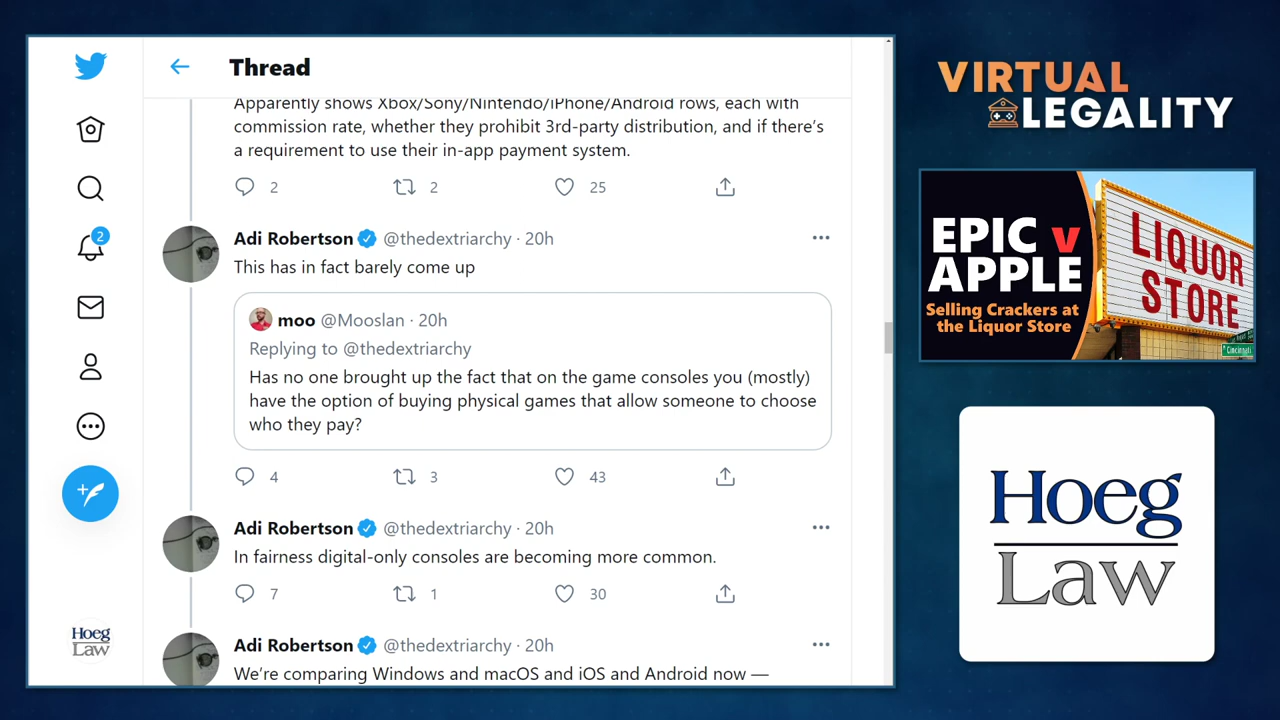 Thread
Apparently shows Xbox/Sony/Nintendo/iPhone/Android rows, each with
commission rate, whether they prohibit 3rd-party distribution, and if there's
a requirement to use their in-app payment system.
2 2 25
Adi Robertson @thedextriarchy · 20h
This has in fact barely come up
moo @Mooslan · 20h
Replying to @thedextriarchy
Has no one brought up the fact that on the game consoles you (mostly)
have the option of buying physical games that allow someone to choose
who they pay?
4 3 43
Adi Robertson @thedextriarchy · 20h
In fairness digital-only consoles are becoming more common.
7 1 30
Adi Robertson @thedextriarchy · 20h
We're comparing Windows and macOS and iOS and Android now —
2
Hoeg
Law
VIRTUAL
LEGALITY
EPIC v
APPLE
Selling Crackers at
the Liquor Store
LIQUOR
STORE
Cincinnati
Hoeg
Law